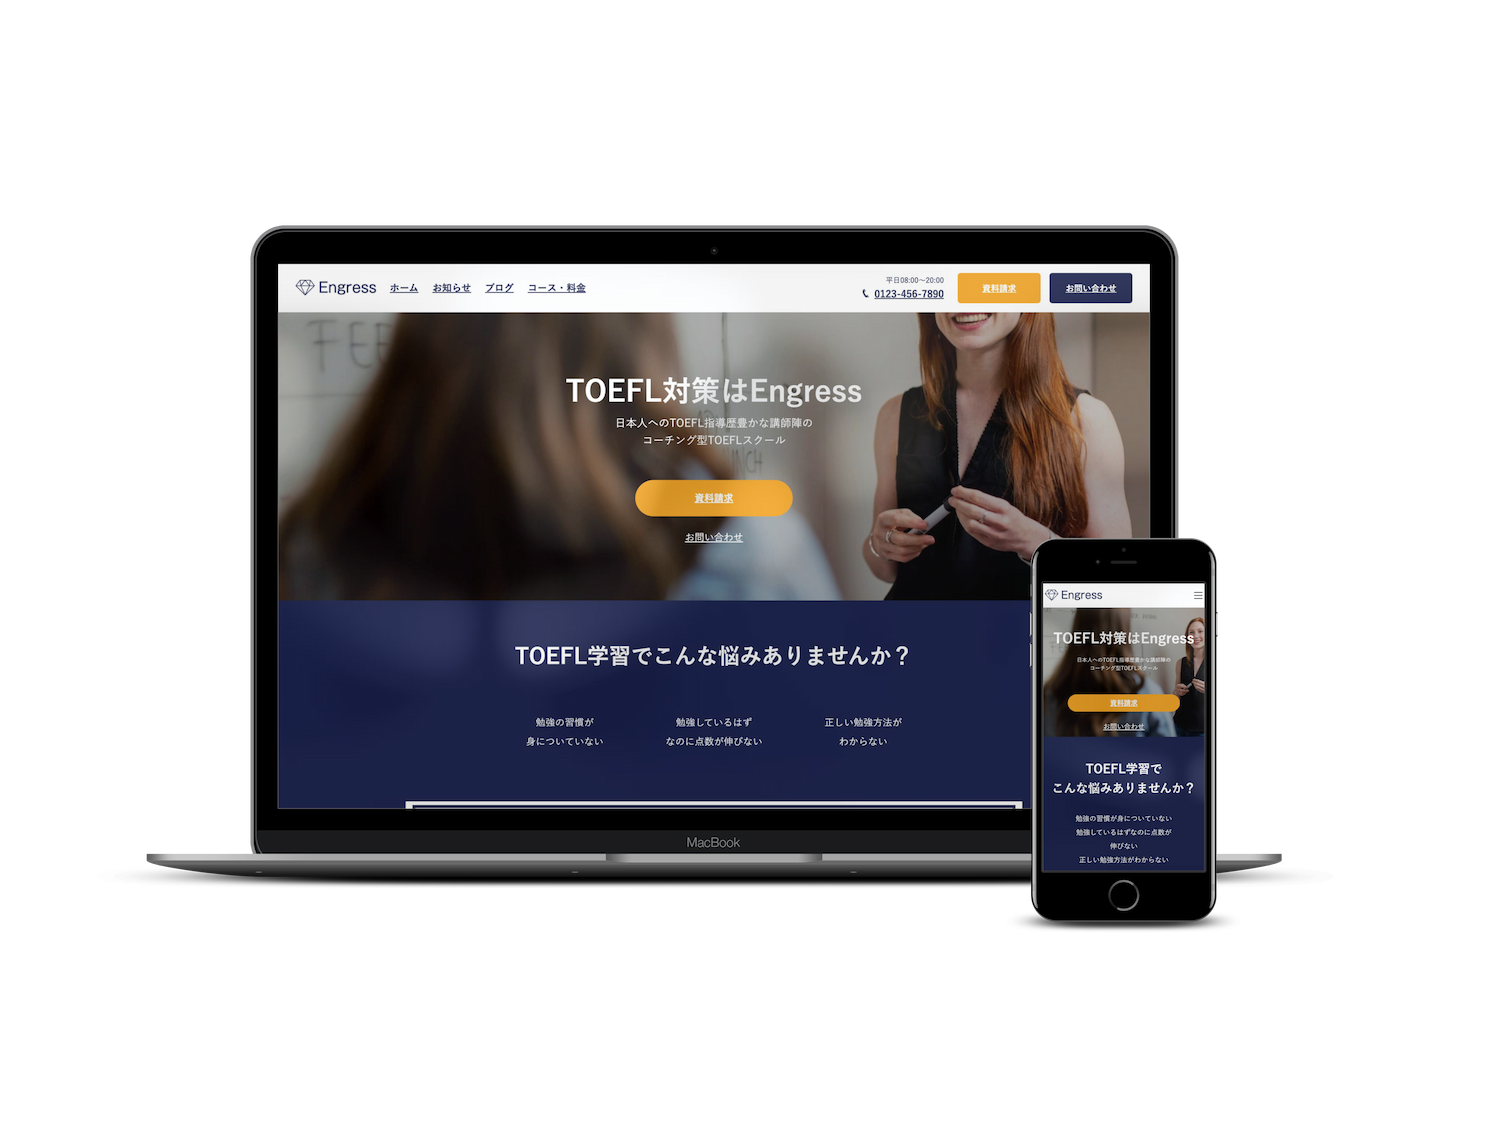 Engress ホーム お知らせ ブログ コース・料金
平日08:00〜20:00
0123-456-7890
資料請求
お問い合わせ
FEE
TOEFL対策はEngress
日本人へのTOEFL指導歴豊かな講師陣の
コーチング型TOEFLスクール
資料請求
お問い合わせ
TOEFL学習でこんな悩みありませんか？
勉強の習慣が
身についていない
勉強しているはず
なのに点数が伸びない
正しい勉強方法が
わからない
MacBook
Engress
TOEFL対策はEngress
日本人へのTOEFL指導歴豊かな講師陣の
コーチング型TOEFLスクール
資料請求
お問い合わせ
TOEFL学習で
こんな悩みありませんか？
勉強の習慣が身についていない
勉強しているはずなのに点数が
伸びない
正しい勉強方法がわからない